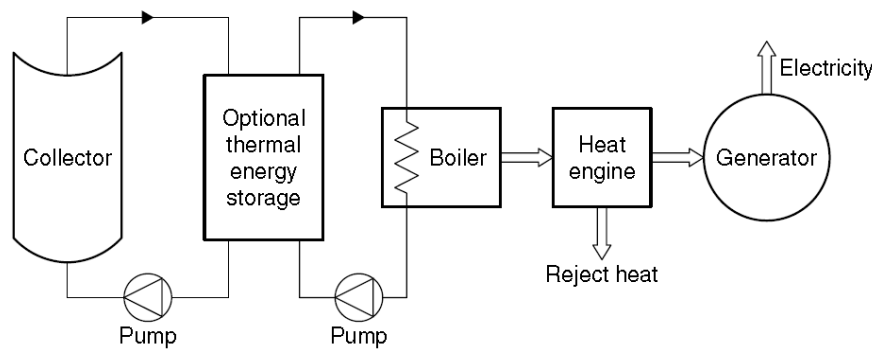 Collector
Optional
thermal
energy
storage
Boiler
Heat
engine
Generator
Electricity
Reject heat
Pump
Pump